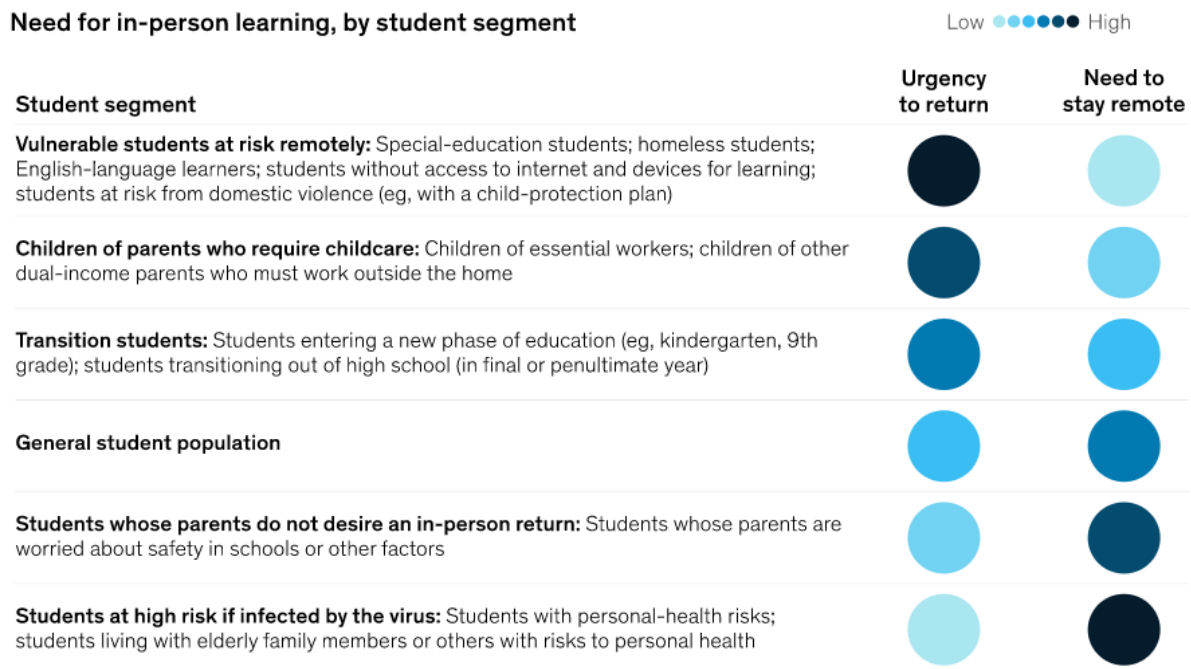 Need for in-person learning, by student segment
Low High
Student segment
Urgency
to return
Need to
stay remote
Vulnerable students at risk remotely: Special-education students; homeless students;
English-language learners; students without access to internet and devices for learning;
students at risk from domestic violence (eg, with a child-protection plan)
Children of parents who require childcare: Children of essential workers; children of other
dual-income parents who must work outside the home
Transition students: Students entering a new phase of education (eg, kindergarten, 9th
grade); students transitioning out of high school (in final or penultimate year)
General student population
Students whose parents do not desire an in-person return: Students whose parents are
worried about safety in schools or other factors
Students at high risk if infected by the virus: Students with personal-health risks;
students living with elderly family members or others with risks to personal health